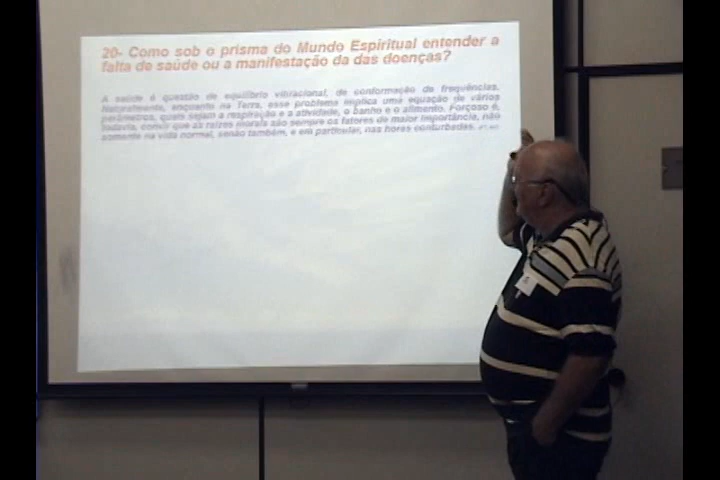 20- Como sob o prisma do Mundo Espiritual entender a
falta de saúde ou a manifestação da das doenças?
A saúde é questão de equilíbrio vibracional, de conformação de frequências.
Naturalmente, enquanto na Terra, esse problema implica uma equação de vários
parâmetros, quais sejam a respiração e a atividade, o banho e o alimento. Forçoso é,
todavia, convir que as raízes morais são sempre os fatores de maior importância, não
somente na vida normal, senão também, e em particular, nas horas conturbadas.